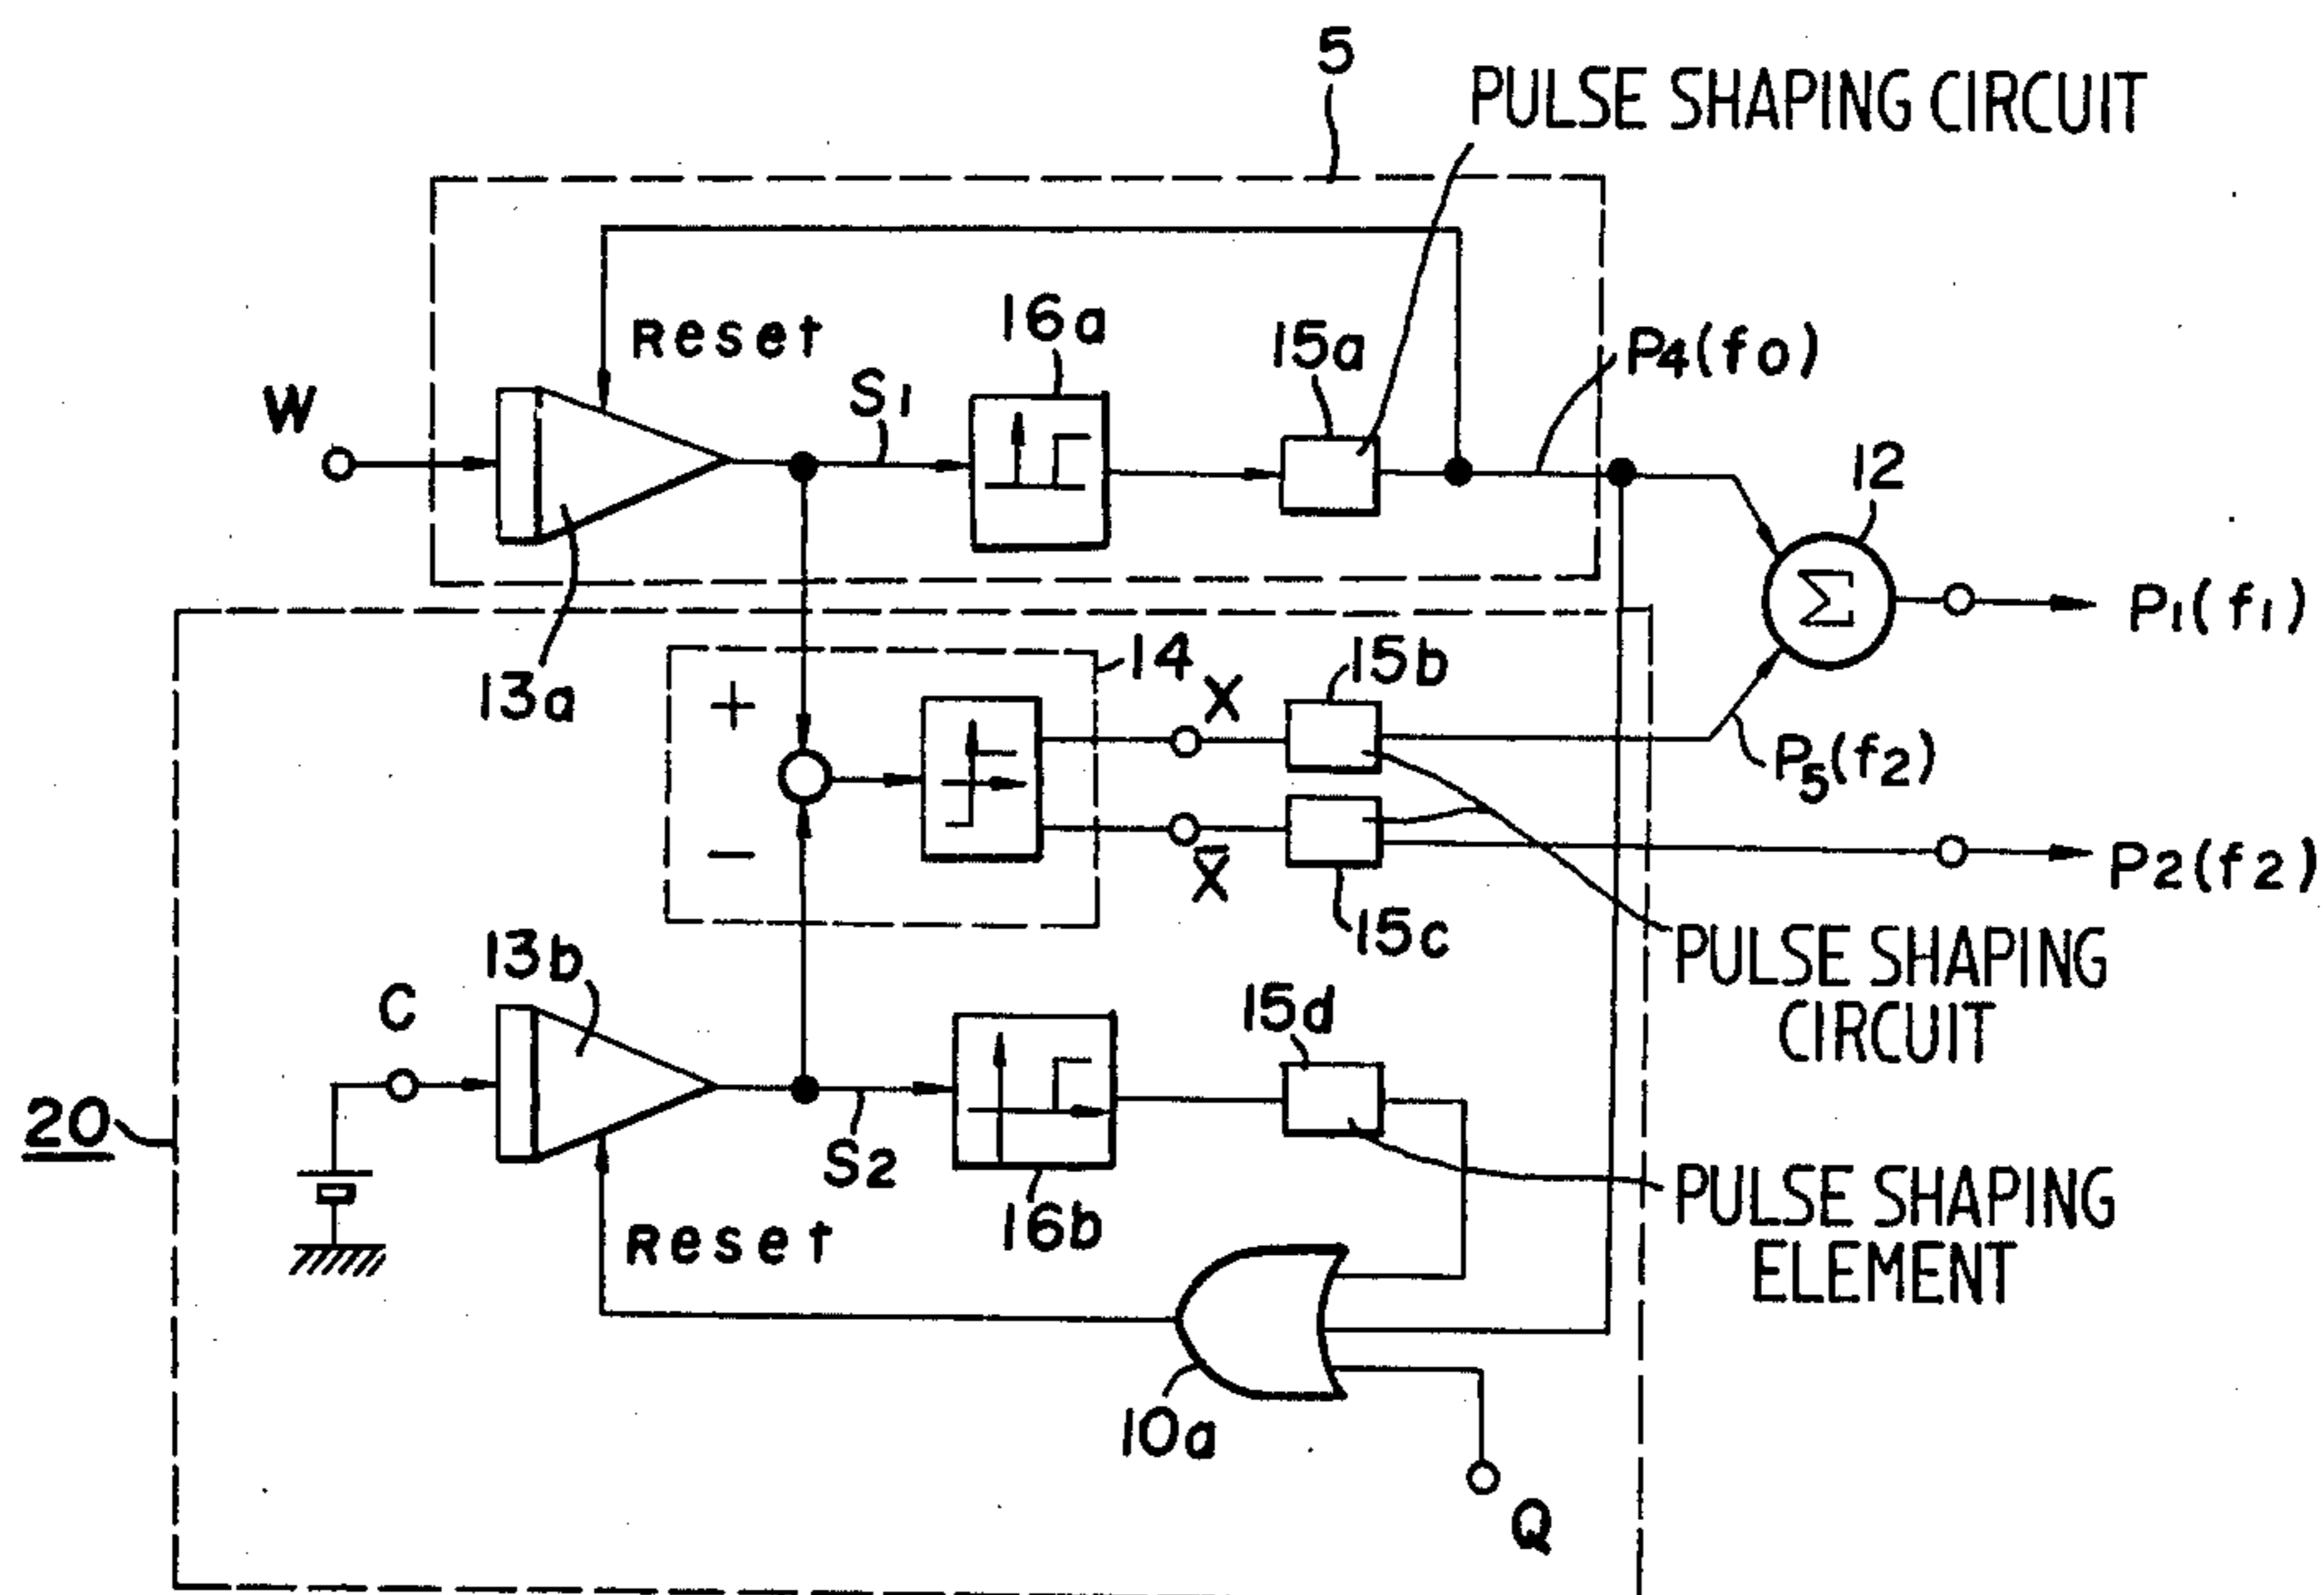 5
PULSE SHAPING CIRCUIT
Reset
16a
15a
P4(f0)
W
S1
12
Σ
P1(f1)
13a
+
14
X
15b
P5(f2)
−
X̄
15c
P2(f2)
PULSE SHAPING
CIRCUIT
13b
C
15d
20
S2
16b
Reset
PULSE SHAPING
ELEMENT
10a
Q